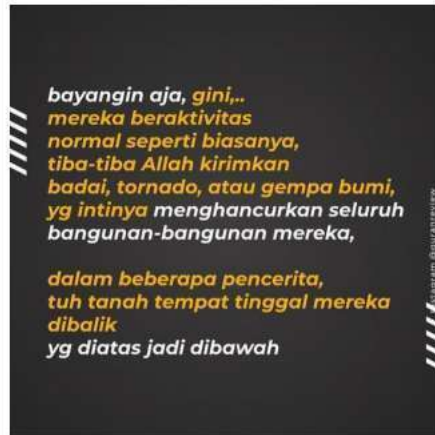 bayangin aja, gini,..
mereka beraktivitas
normal seperti biasanya,
tiba-tiba Allah kirimkan
badai, tornado, atau gempa bumi,
yg intinya menghancurkan seluruh
bangunan-bangunan mereka,
dalam beberapa pencerita,
tuh tanah tempat tinggal mereka
dibalik
yg diatas jadi dibawah
@quranreview